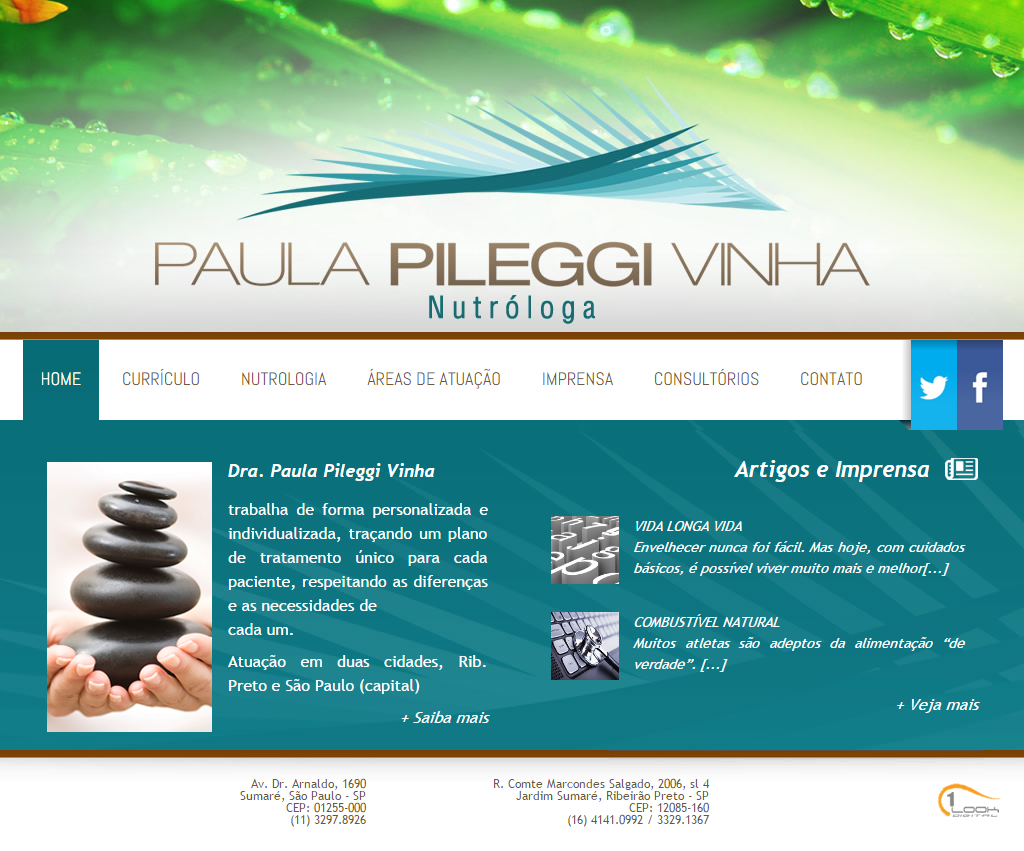 PAULA PILEGGI VINHA
Nutróloga
HOME CURRÍCULO NUTROLOGIA ÁREAS DE ATUAÇÃO IMPRENSA CONSULTÓRIOS CONTATO
Dra. Paula Pileggi Vinha
trabalha de forma personalizada e
individualizada, traçando um plano
de tratamento único para cada
paciente, respeitando as diferenças
e as necessidades de
cada um.
Atuação em duas cidades, Rib.
Preto e São Paulo (capital)
+ Saiba mais
Artigos e Imprensa
VIDA LONGA VIDA
Envelhecer nunca foi fácil. Mas hoje, com cuidados
básicos, é possível viver muito mais e melhor[...]
COMBUSTÍVEL NATURAL
Muitos atletas são adeptos da alimentação “de
verdade”. [...]
+ Veja mais
Av. Dr. Arnaldo, 1690
Sumaré, São Paulo - SP
CEP: 01255-000
(11) 3297.8926
R. Comte Marcondes Salgado, 2006, sl 4
Jardim Sumaré, Ribeirão Preto - SP
CEP: 12085-160
(16) 4141.0992 / 3329.1367
1
LOOK
DIGITAL